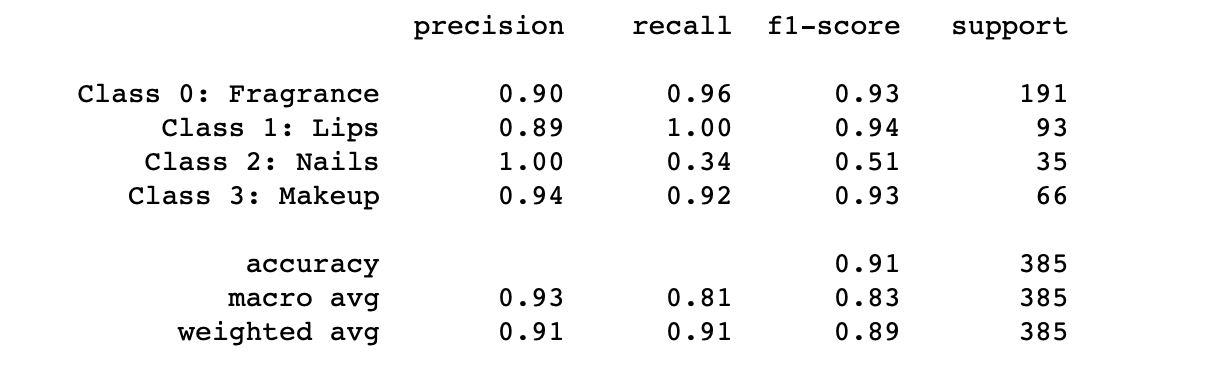 precision recall f1-score support
Class 0: Fragrance 0.90 0.96 0.93 191
Class 1: Lips 0.89 1.00 0.94 93
Class 2: Nails 1.00 0.34 0.51 35
Class 3: Makeup 0.94 0.92 0.93 66
accuracy 0.91 385
macro avg 0.93 0.81 0.83 385
weighted avg 0.91 0.91 0.89 385